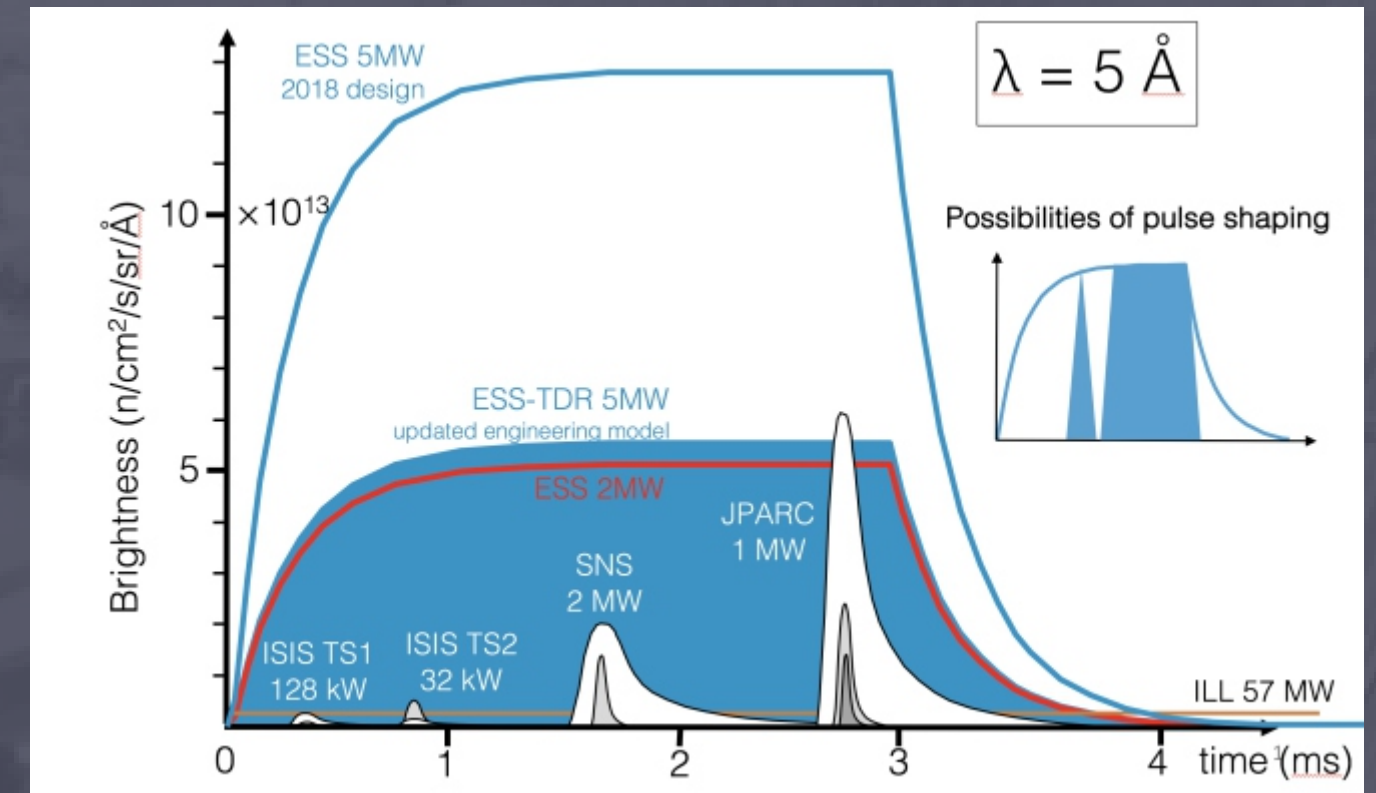 ESS 5MW
2018 design
λ = 5 Å
10
×10¹³
Possibilities of pulse shaping
Brightness (n/cm²/s/sr/Å)
ESS-TDR 5MW
updated engineering model
5
ESS 2MW
JPARC
1 MW
SNS
2 MW
ISIS TS1
128 kW
ISIS TS2
32 kW
ILL 57 MW
0
1
2
3
4
time (ms)
1